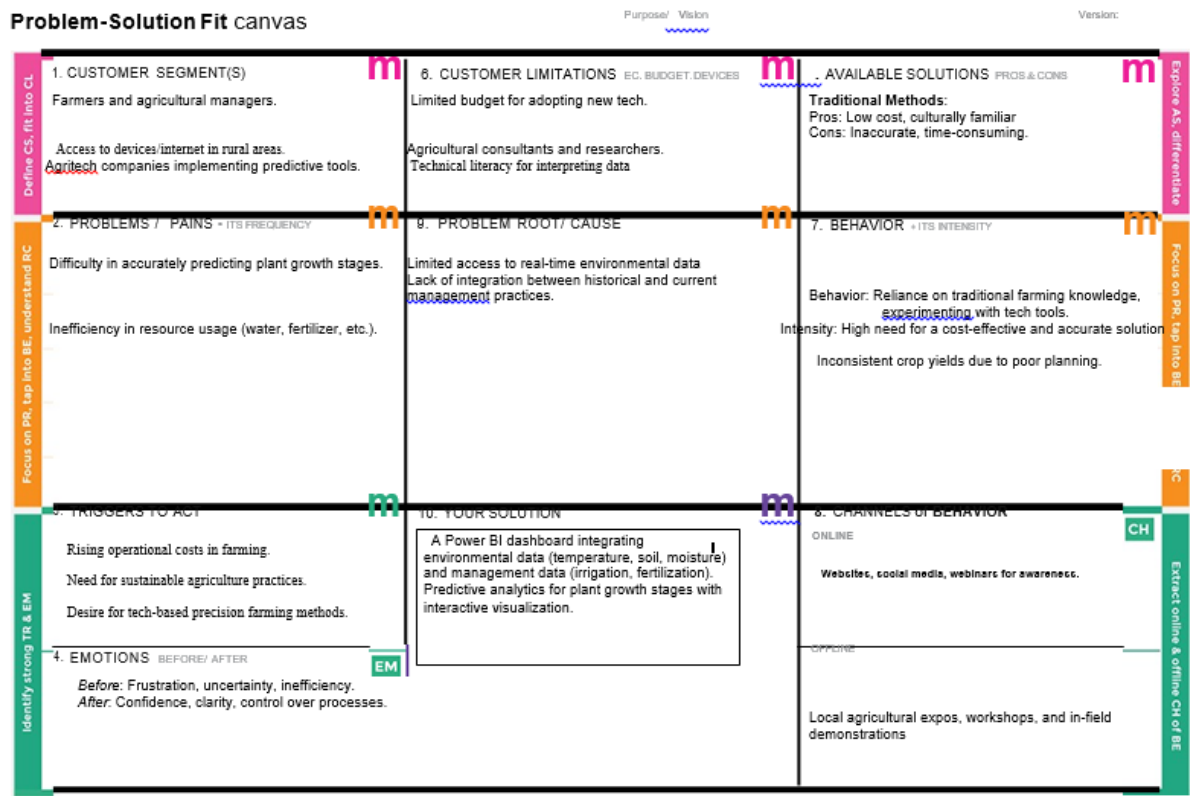 Problem-Solution Fit canvas
Purpose/ Vision
Version:
Define CS, fit into CL
1. CUSTOMER SEGMENT(S)
m
Farmers and agricultural managers.
Access to devices/internet in rural areas.
Agritech companies implementing predictive tools.
6. CUSTOMER LIMITATIONS EC. BUDGET. DEVICES
m
Limited budget for adopting new tech.
Agricultural consultants and researchers.
Technical literacy for interpreting data
. AVAILABLE SOLUTIONS PROS & CONS
m
Traditional Methods:
Pros: Low cost, culturally familiar
Cons: Inaccurate, time-consuming.
Explore AS, differentiate
Focus on PR, tap into BE, understand RC
2. PROBLEMS / PAINS + ITS FREQUENCY
m
Difficulty in accurately predicting plant growth stages.
Inefficiency in resource usage (water, fertilizer, etc.).
9. PROBLEM ROOT/ CAUSE
m
Limited access to real-time environmental data
Lack of integration between historical and current
management practices.
7. BEHAVIOR + ITS INTENSITY
m
Behavior: Reliance on traditional farming knowledge,
experimenting with tech tools.
Intensity: High need for a cost-effective and accurate solution
Inconsistent crop yields due to poor planning.
Focus on PR, tap into BE
RC
Identify strong TR & EM
3. TRIGGERS TO ACT
m
Rising operational costs in farming.
Need for sustainable agriculture practices.
Desire for tech-based precision farming methods.
4. EMOTIONS BEFORE/ AFTER
EM
Before: Frustration, uncertainty, inefficiency.
After: Confidence, clarity, control over processes.
10. YOUR SOLUTION
m
A Power BI dashboard integrating
environmental data (temperature, soil, moisture)
and management data (irrigation, fertilization).
Predictive analytics for plant growth stages with
interactive visualization.
8. CHANNELS of BEHAVIOR
CH
ONLINE
Websites, social media, webinars for awareness.
OFFLINE
Local agricultural expos, workshops, and in-field
demonstrations
Extract online & offline CH of BE